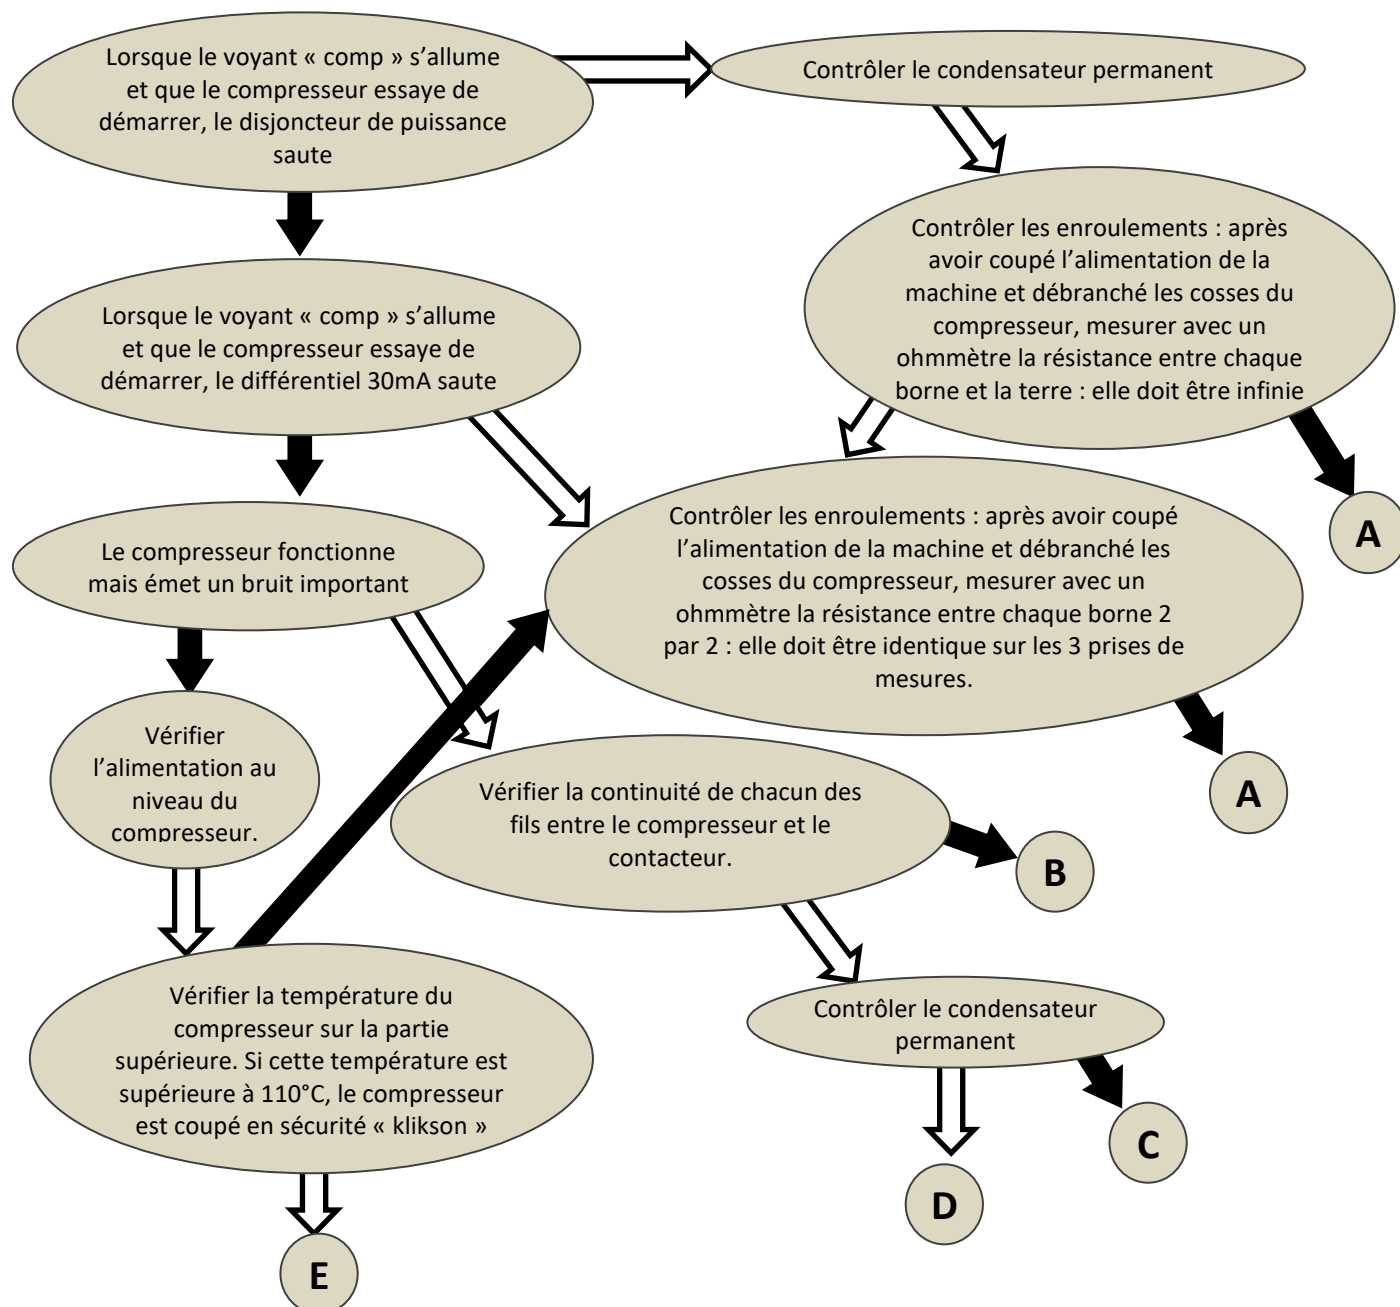 Lorsque le voyant « comp » s’allume
et que le compresseur essaye de
démarrer, le disjoncteur de puissance
saute
Contrôler le condensateur permanent
Contrôler les enroulements : après
avoir coupé l’alimentation de la
machine et débranché les cosses du
compresseur, mesurer avec un
ohmmètre la résistance entre chaque
borne et la terre : elle doit être infinie
Lorsque le voyant « comp » s’allume
et que le compresseur essaye de
démarrer, le différentiel 30mA saute
A
Contrôler les enroulements : après avoir coupé
l’alimentation de la machine et débranché les
cosses du compresseur, mesurer avec un
ohmmètre la résistance entre chaque borne 2
par 2 : elle doit être identique sur les 3 prises de
mesures.
Le compresseur fonctionne
mais émet un bruit important
A
Vérifier
l’alimentation au
niveau du
compresseur.
Vérifier la continuité de chacun des
fils entre le compresseur et le
contacteur.
B
Vérifier la température du
compresseur sur la partie
supérieure. Si cette température est
supérieure à 110°C, le compresseur
est coupé en sécurité « klikson »
Contrôler le condensateur
permanent
C
D
E